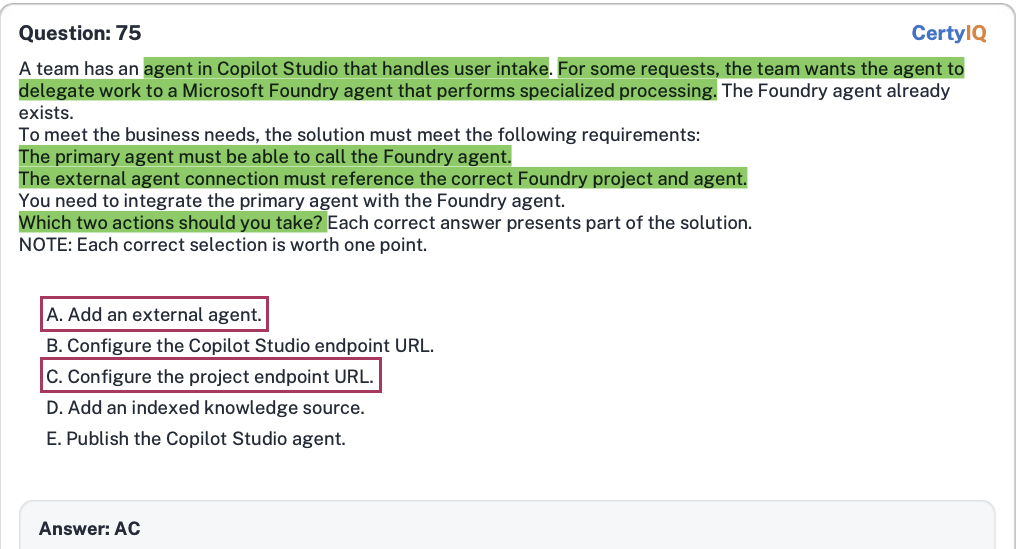 Question: 75
CertyIQ
A team has an agent in Copilot Studio that handles user intake. For some requests, the team wants the agent to
delegate work to a Microsoft Foundry agent that performs specialized processing. The Foundry agent already
exists.
To meet the business needs, the solution must meet the following requirements:
The primary agent must be able to call the Foundry agent.
The external agent connection must reference the correct Foundry project and agent.
You need to integrate the primary agent with the Foundry agent.
Which two actions should you take? Each correct answer presents part of the solution.
NOTE: Each correct selection is worth one point.
A. Add an external agent.
B. Configure the Copilot Studio endpoint URL.
C. Configure the project endpoint URL.
D. Add an indexed knowledge source.
E. Publish the Copilot Studio agent.
Answer: AC